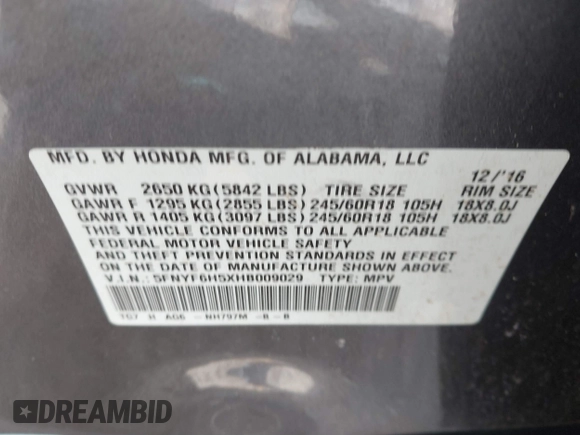 MFD. BY HONDA MFG. OF ALABAMA, LLC
12/'16
GVWR 2650 KG(5842 LBS) TIRE SIZE RIM SIZE
GAWR F 1295 KG(2855 LBS)245/60R18 105H 18X8.0J
GAWR R 1405 KG(3097 LBS)245/60R18 105H 18X8.0J
THIS VEHICLE CONFORMS TO ALL APPLICABLE
FEDERAL MOTOR VEHICLE SAFETY
AND THEFT PREVENTION STANDARDS IN EFFECT
ON THE DATE OF MANUFACTURE SHOWN ABOVE.
V.I.N.: 5FNYF6H5XHB009029 TYPE: MPV
TG7 H AG6 -NH797M -B -B
DREAMBID